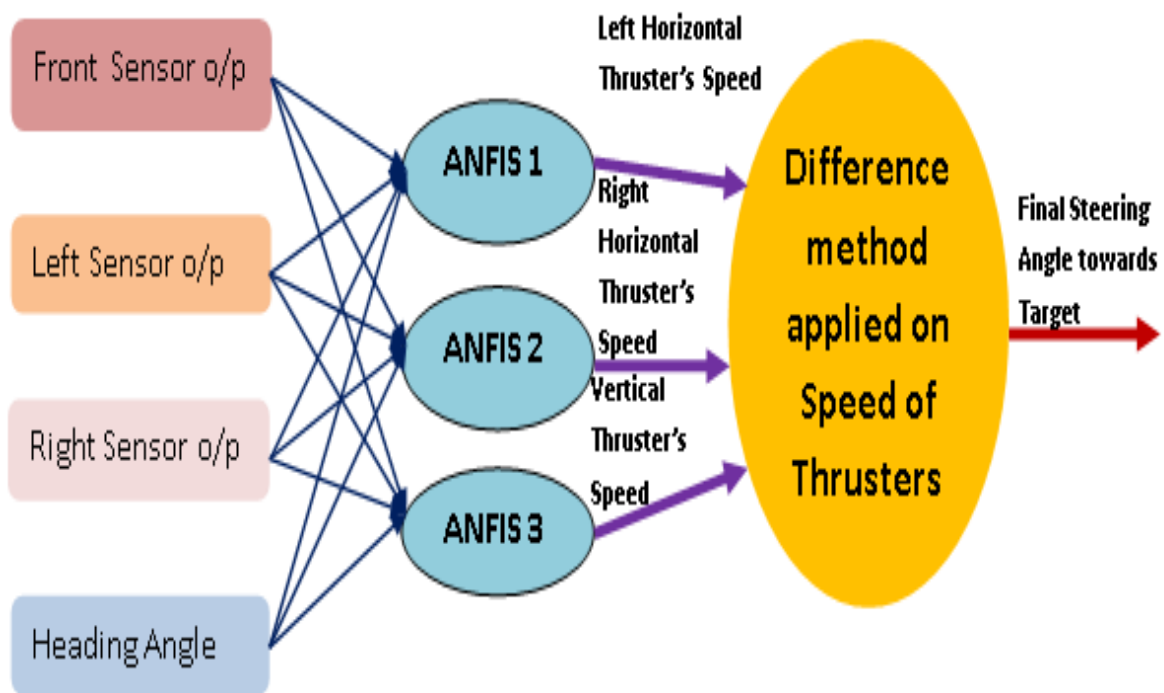 Front Sensor o/p
Left Sensor o/p
Right Sensor o/p
Heading Angle
ANFIS 1
ANFIS 2
ANFIS 3
Left Horizontal
Thruster's Speed
Right
Horizontal
Thruster's
Speed
Vertical
Thruster's
Speed
Difference
method
applied on
Speed of
Thrusters
Final Steering
Angle towards
Target